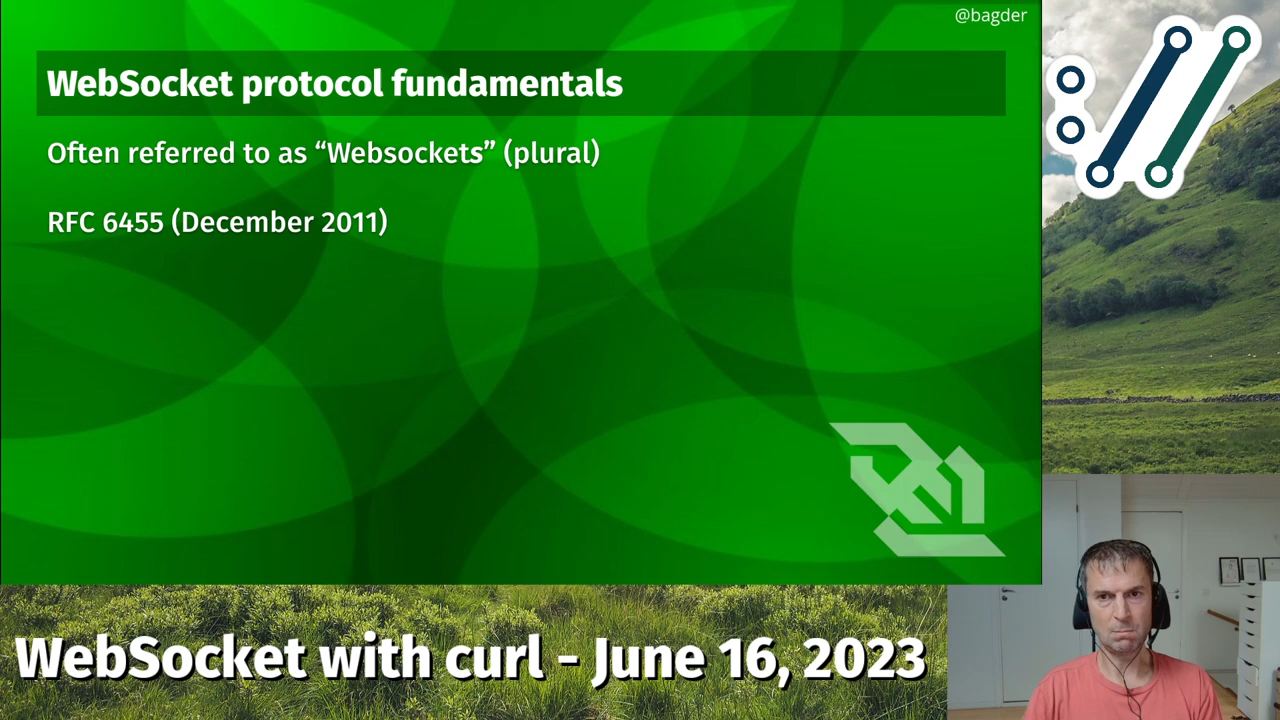 @bagder
WebSocket protocol fundamentals
Often referred to as “Websockets” (plural)
RFC 6455 (December 2011)
WebSocket with curl - June 16, 2023